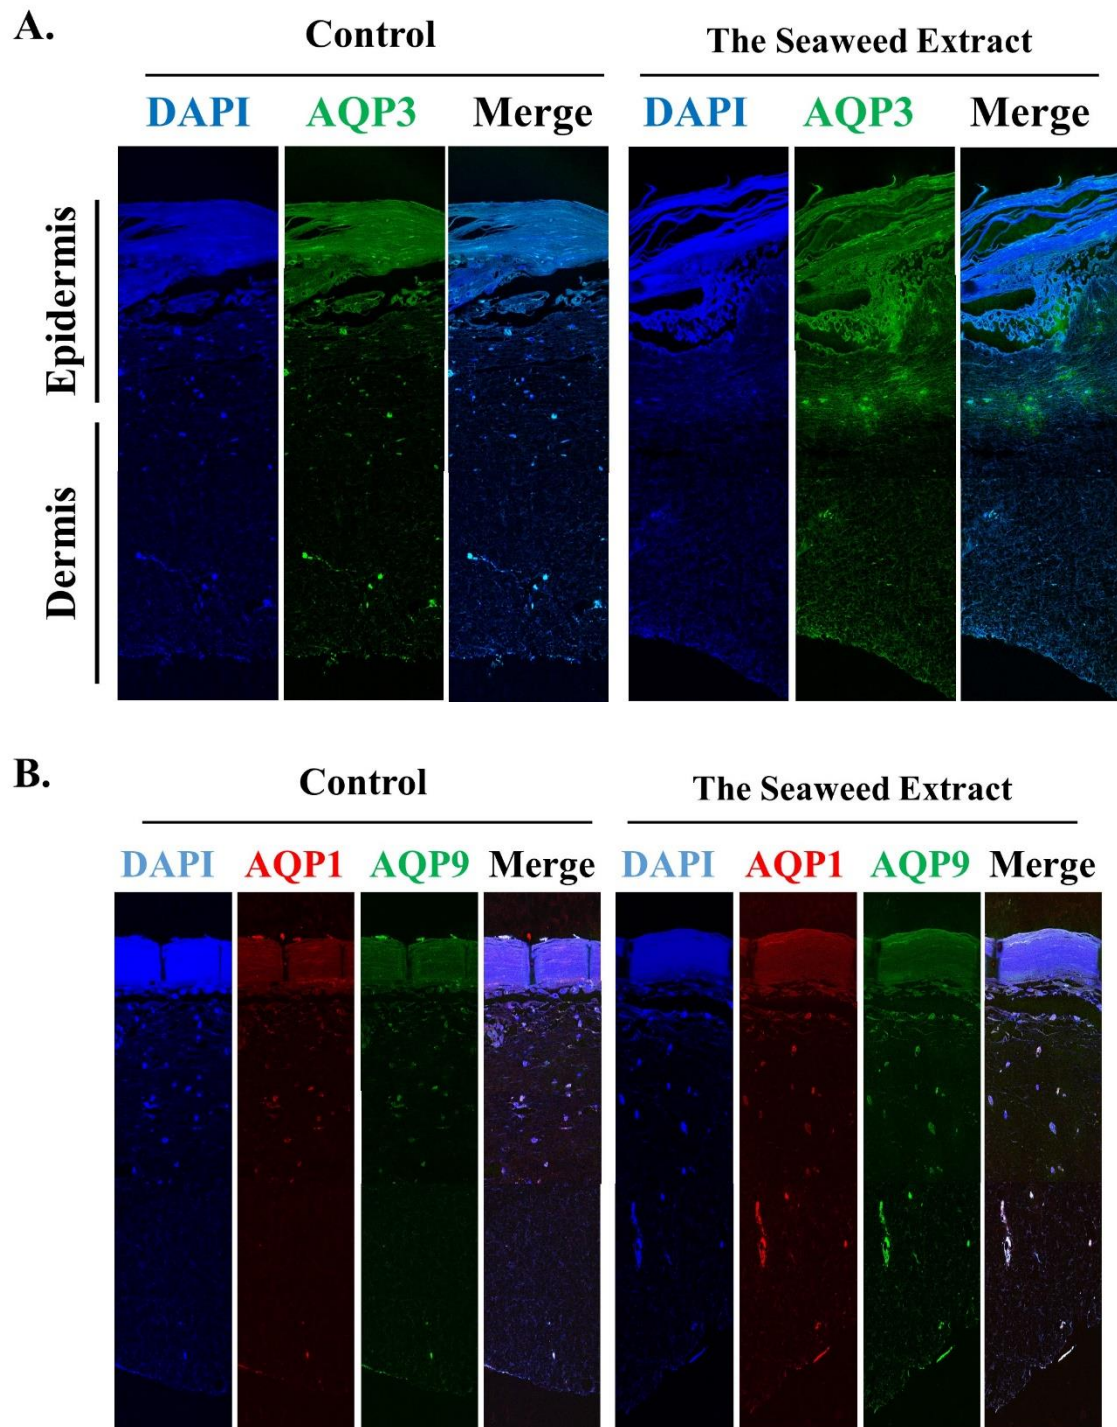 A.
Control
The Seaweed Extract
DAPI AQP3 Merge DAPI AQP3 Merge
Epidermis
Dermis
B.
Control
The Seaweed Extract
DAPI AQP1 AQP9 Merge DAPI AQP1 AQP9 Merge